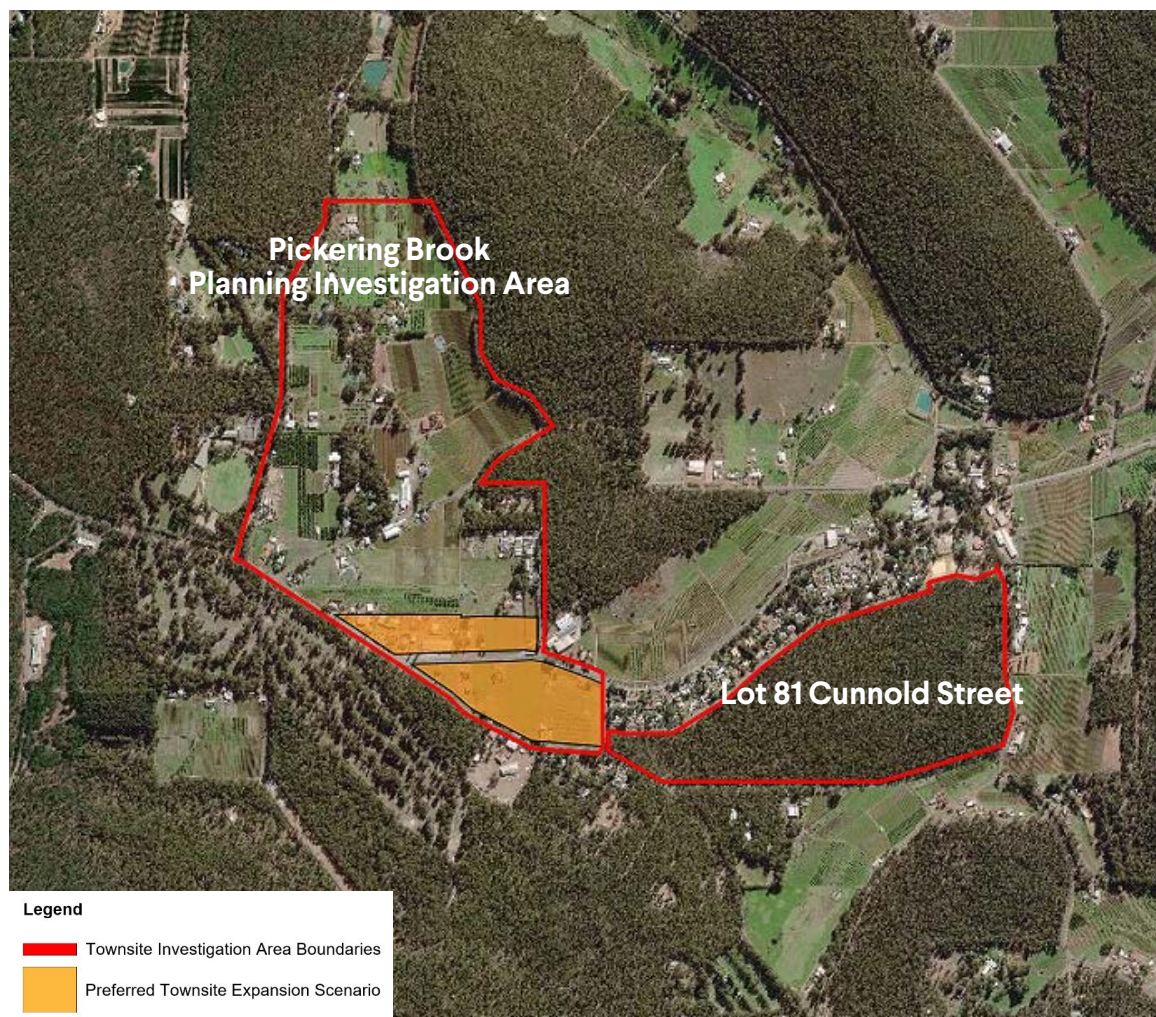 Pickering Brook
Planning Investigation Area
Lot 81 Cunnold Street
Legend
Townsite Investigation Area Boundaries
Preferred Townsite Expansion Scenario